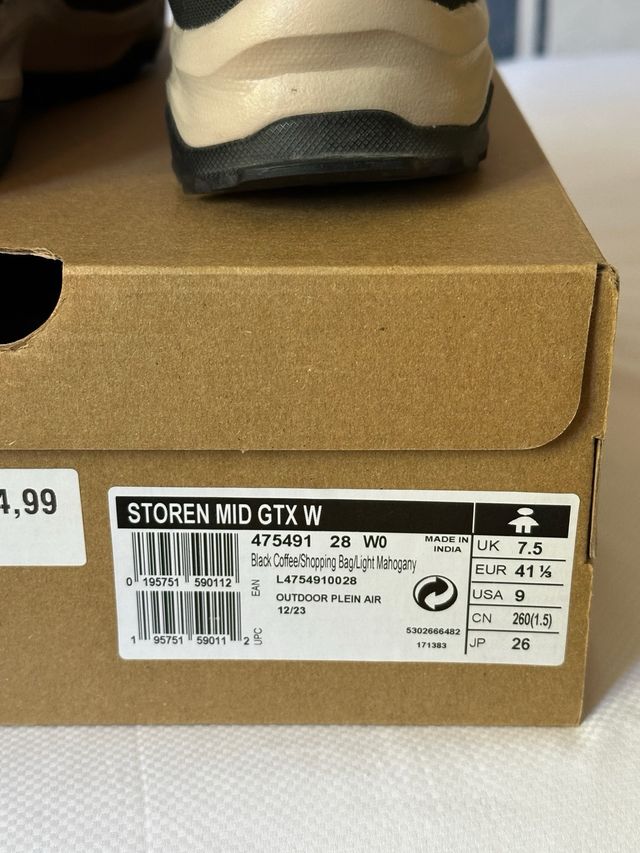 4,99
STOREN MID GTX W
475491 28 W0
MADE IN
INDIA
Black Coffee/Shopping Bag/Light Mahogany
L4754910028
OUTDOOR PLEIN AIR
12/23
0 195751 590112
EAN
1 95751 59011 2
UPC
5302666482
171383
UK 7.5
EUR 41 ⅓
USA 9
CN 260(1.5)
JP 26